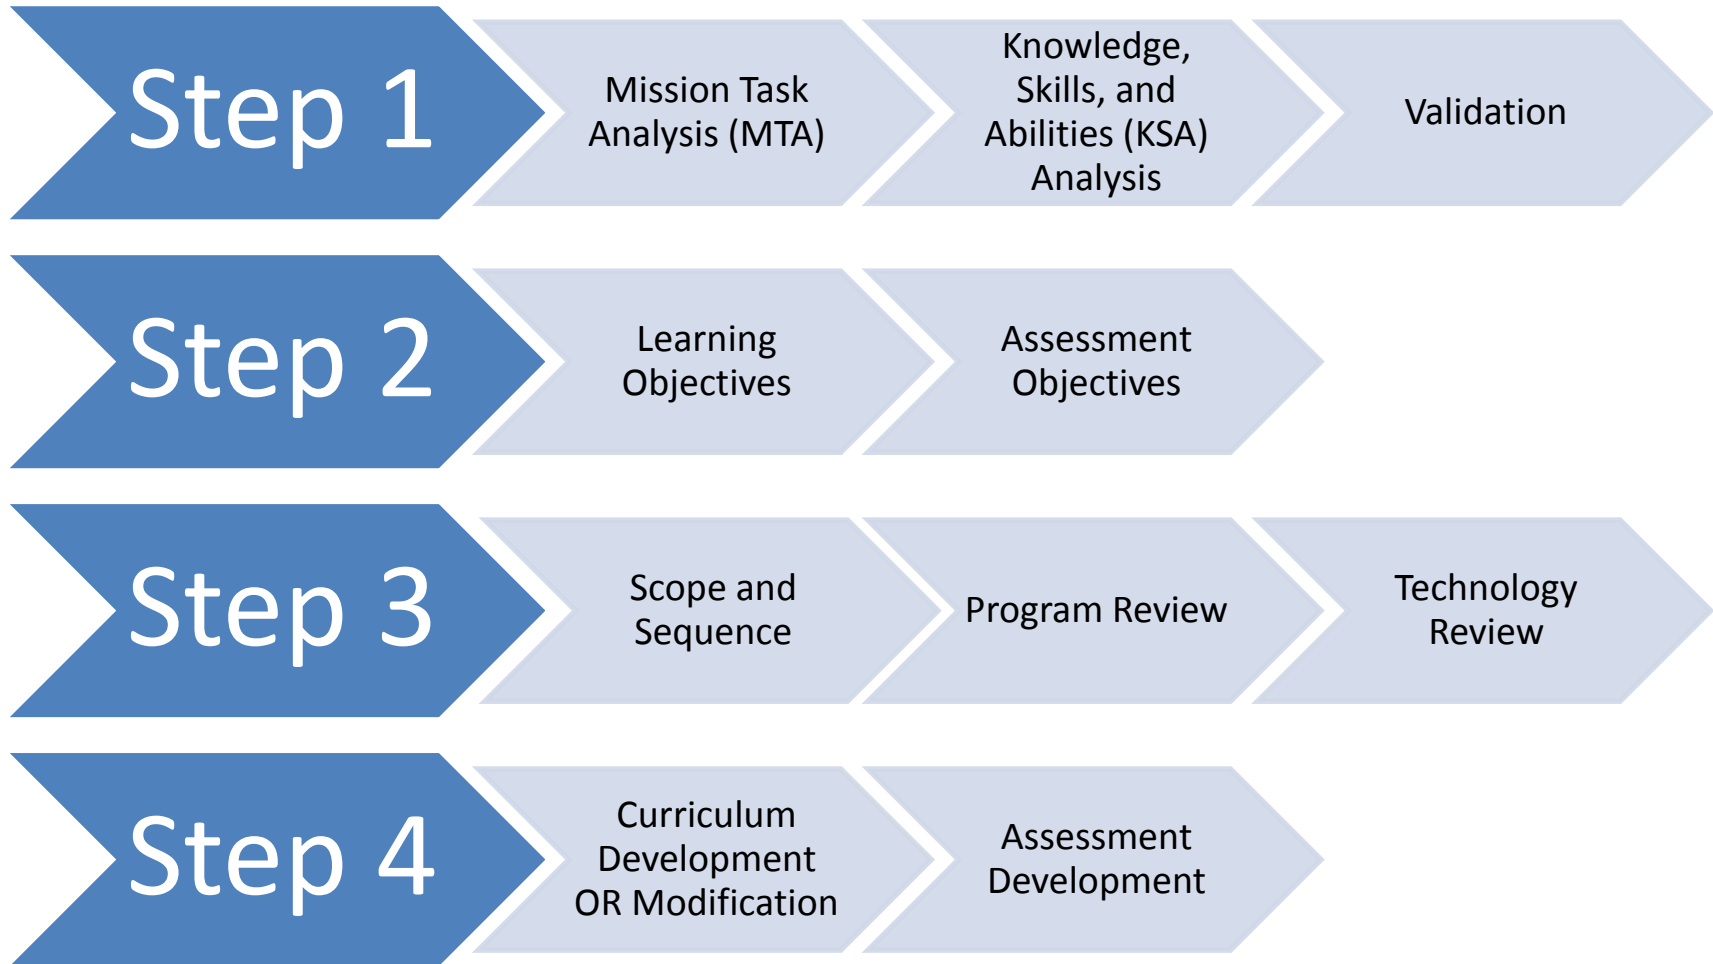 Step 1
Mission Task
Analysis (MTA)
Knowledge,
Skills, and
Abilities (KSA)
Analysis
Validation
Step 2
Learning
Objectives
Assessment
Objectives
Step 3
Scope and
Sequence
Program Review
Technology
Review
Step 4
Curriculum
Development
OR Modification
Assessment
Development